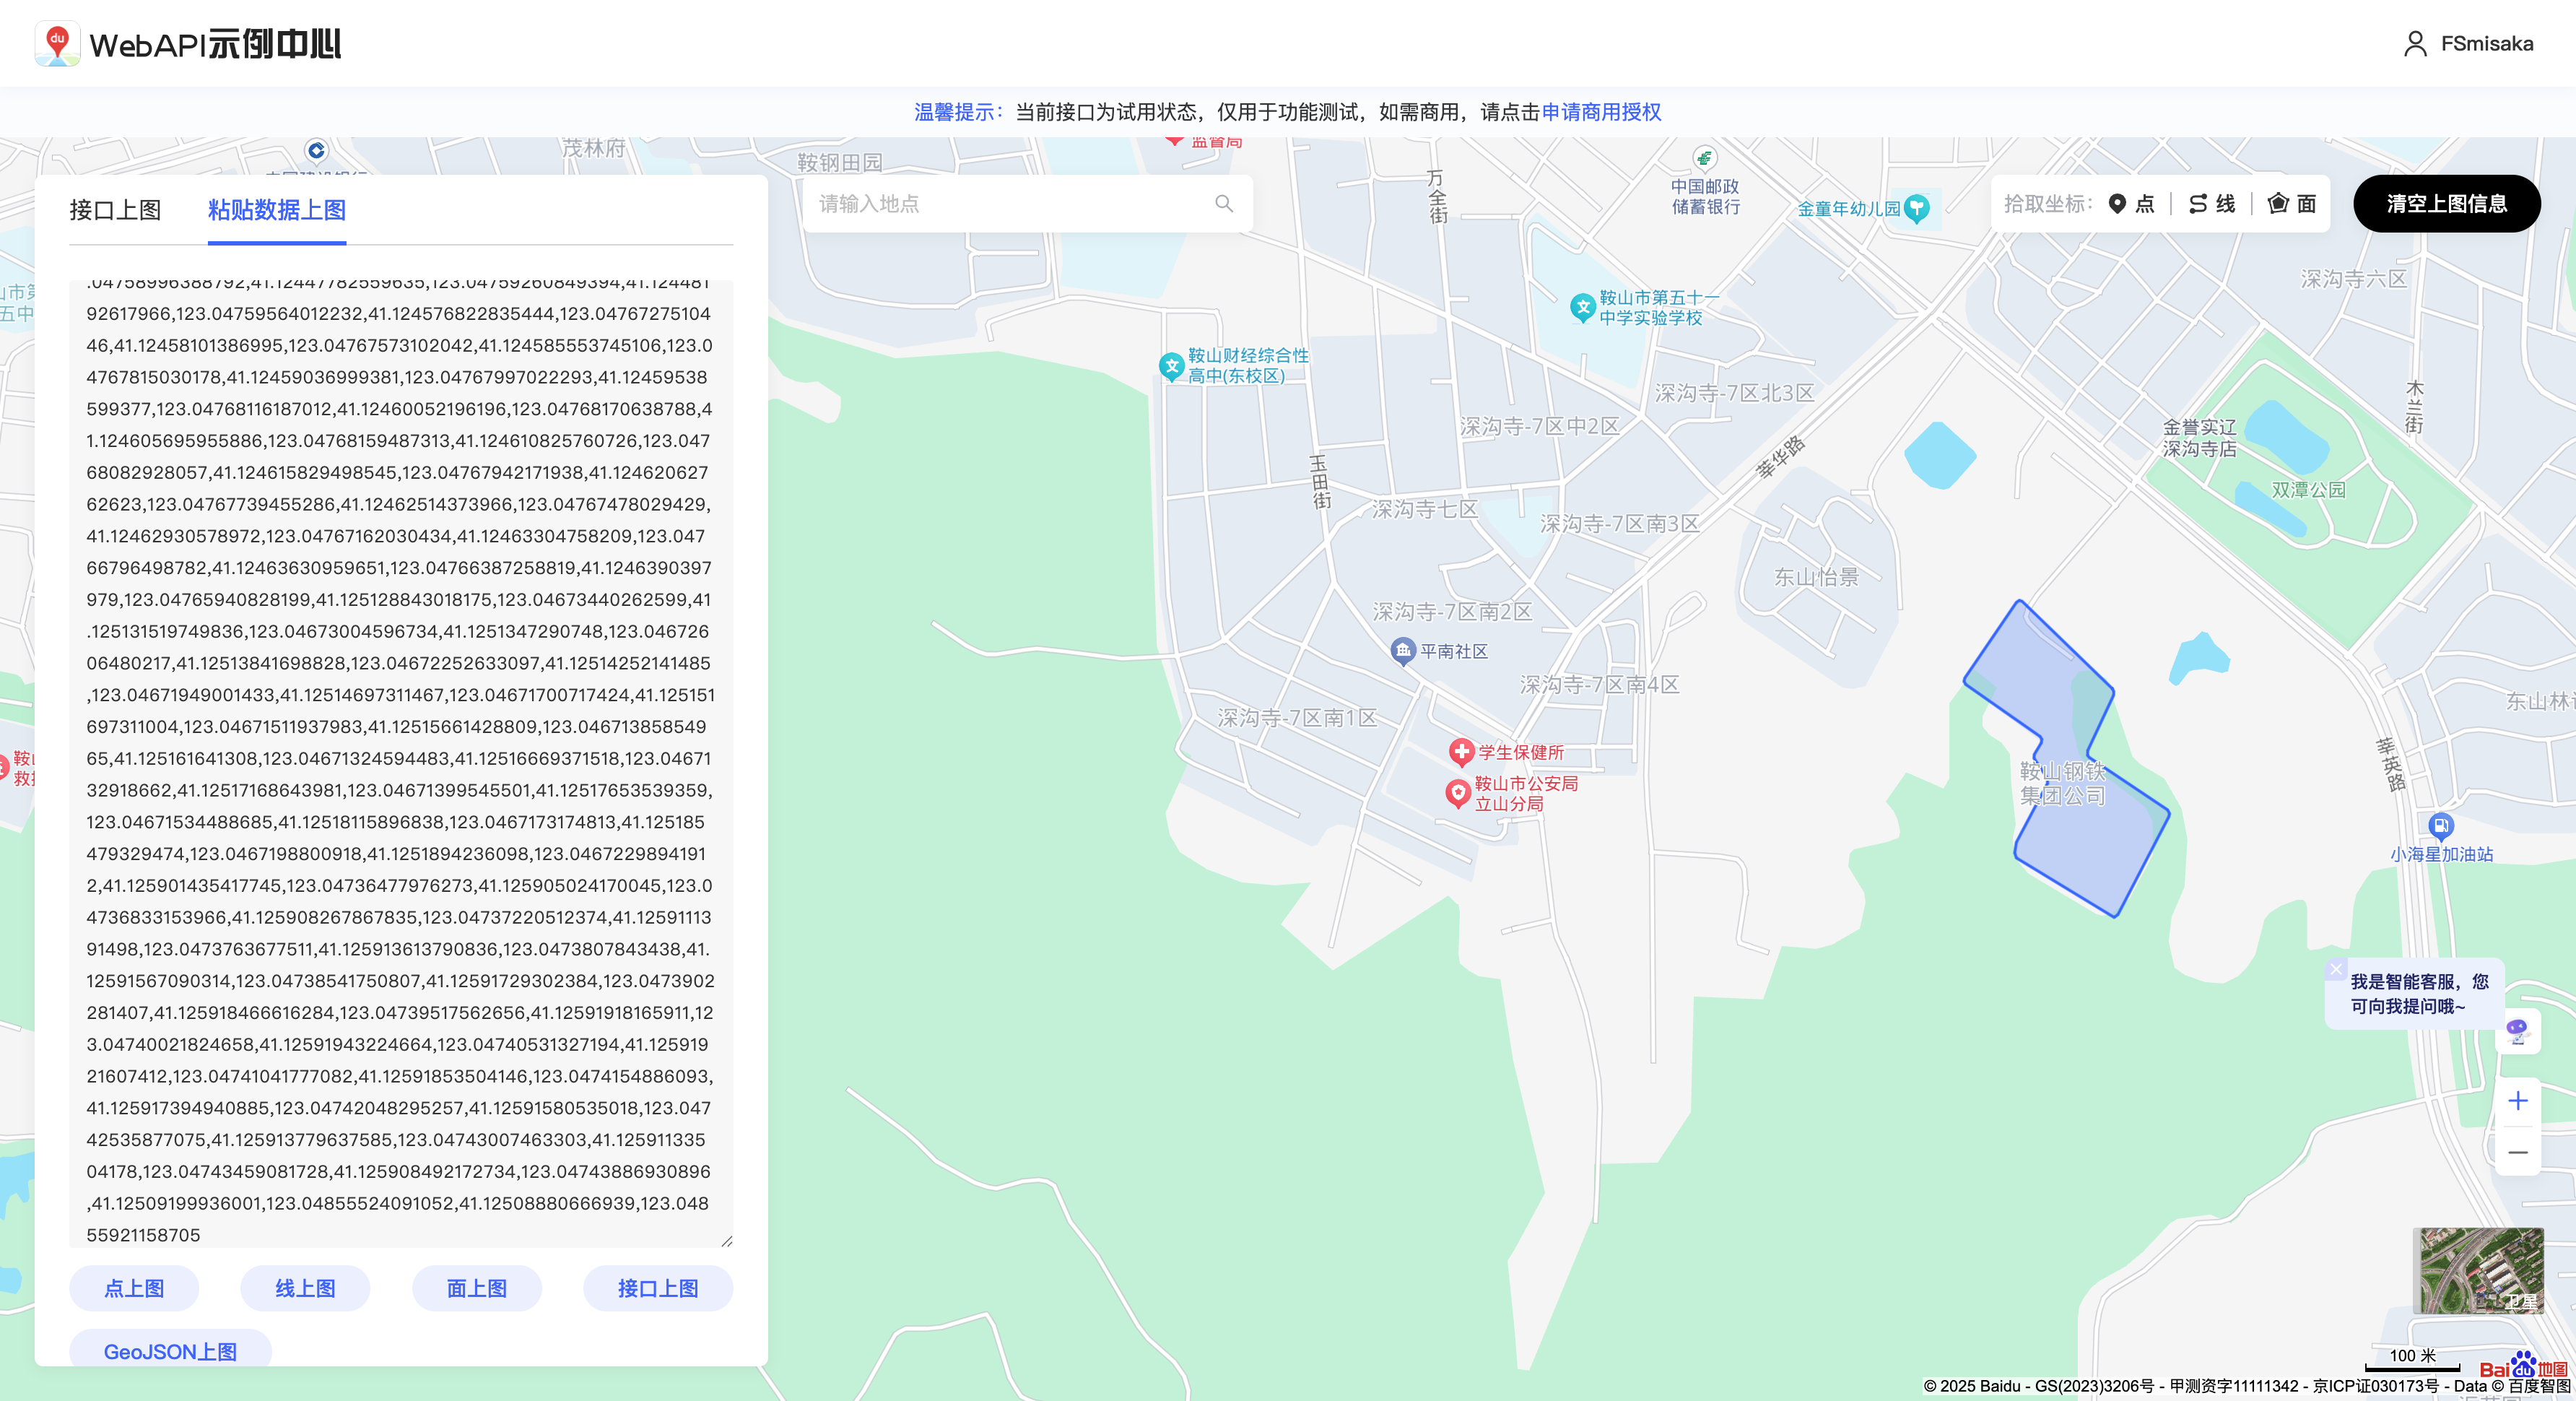 du WebAPI示例中心
FSmisaka
温馨提示：当前接口为试用状态，仅用于功能测试，如需商用，请点击申请商用授权
接口上图
粘贴数据上图
.04758996388792,41.12447782559635,123.04759260849394,41.124481
92617966,123.04759564012232,41.124576822835444,123.04767275104
46,41.12458101386995,123.04767573102042,41.124585553745106,123.0
4767815030178,41.12459036999381,123.04767997022293,41.12459538
599377,123.04768116187012,41.12460052196196,123.04768170638788,4
1.124605695955886,123.04768159487313,41.124610825760726,123.047
68082928057,41.124615829498545,123.04767942171938,41.124620627
62623,123.04767739455286,41.12462514373966,123.04767478029429,
41.12462930578972,123.04767162030434,41.12463304758209,123.047
66796498782,41.12463630959651,123.04766387258819,41.1246390397
979,123.04765940828199,41.125128843018175,123.04673440262599,41
.125131519749836,123.04673004596734,41.1251347290748,123.046726
06480217,41.12513841698828,123.04672252633097,41.12514252141485
,123.04671949001433,41.12514697311467,123.04671700717424,41.125151
697311004,123.04671511937983,41.12515661428809,123.046713858549
65,41.125161641308,123.04671324594483,41.12516669371518,123.04671
32918662,41.12517168643981,123.04671399545501,41.12517653539359,
123.04671534488685,41.12518115896838,123.0467173174813,41.125185
479329474,123.0467198800918,41.1251894236098,123.0467229894191
2,41.125901435417745,123.04736477976273,41.125905024170045,123.0
4736833153966,41.125908267867835,123.04737220512374,41.12591113
91498,123.0473763677511,41.125913613790836,123.0473807843438,41.
12591567090314,123.04738541750807,41.12591729302384,123.0473902
281407,41.125918466616284,123.04739517562656,41.12591918165911,12
3.04740021824658,41.12591943224664,123.04740531327194,41.125919
21607412,123.04741041777082,41.12591853504146,123.0474154886093,
41.125917394940885,123.04742048295257,41.12591580535018,123.047
42535877075,41.125913779637585,123.04743007463303,41.125911335
04178,123.04743459081728,41.125908492172734,123.04743886930896
,41.12509199936001,123.04855524091052,41.12508880666939,123.048
55921158705
点上图
线上图
面上图
接口上图
GeoJSON上图
请输入地点
拾取坐标：
点
线
面
清空上图信息
茂林府
鞍钢田园
监督局
万全街
中国邮政
储蓄银行
金童年幼儿园
深沟寺六区
鞍山市第五十一
中学实验学校
鞍山财经综合性
高中(东校区)
深沟寺-7区北3区
深沟寺-7区中2区
木兰街
金誉实辽
深沟寺店
莘华路
玉田街
双潭公园
深沟寺七区
深沟寺-7区南3区
东山怡景
深沟寺-7区南2区
平南社区
深沟寺-7区南4区
深沟寺-7区南1区
学生保健所
鞍山市公安局
立山分局
鞍山钢铁
集团公司
莘英路
小海星加油站
我是智能客服，您
可向我提问哦~
卫星
100 米
Bai du 地图
© 2025 Baidu - GS(2023)3206号 - 甲测资字11111342 - 京ICP证030173号 - Data © 百度智图